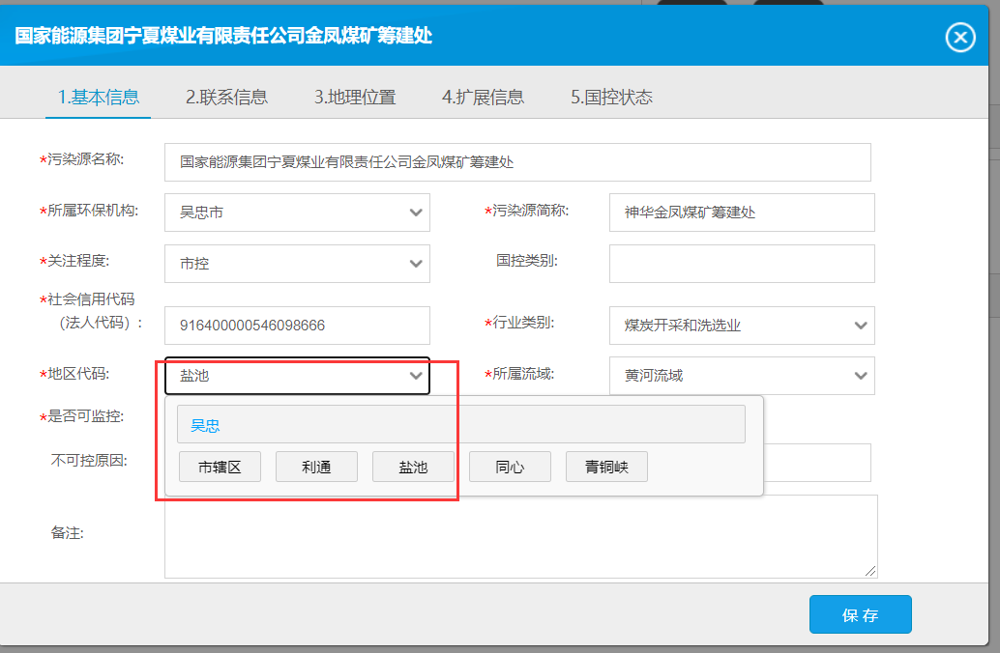 国家能源集团宁夏煤业有限责任公司金凤煤矿筹建处
1.基本信息 2.联系信息 3.地理位置 4.扩展信息 5.国控状态
*污染源名称: 国家能源集团宁夏煤业有限责任公司金凤煤矿筹建处
*所属环保机构: 吴忠市 *污染源简称: 神华金凤煤矿筹建处
*关注程度: 市控 国控类别:
*社会信用代码
（法人代码）: 916400000546098666 *行业类别: 煤炭开采和洗选业
*地区代码: 盐池 *所属流域: 黄河流域
*是否可监控:
吴忠
不可控原因:
市辖区 利通 盐池 同心 青铜峡
备注:
保存